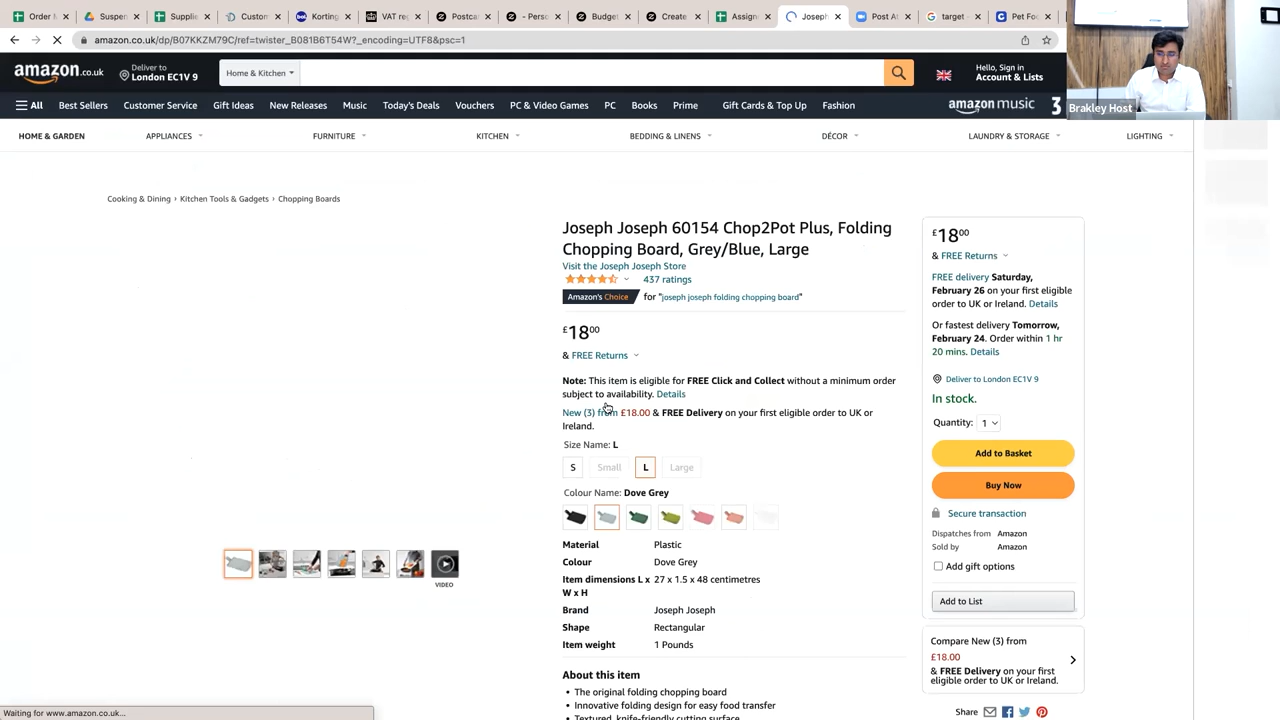 Order M
Suspen
Supplie
Custom
Korting
VAT reg
Postca
- Perso
Budget
Create
Assign
Joseph
Post A
target -
Pet Foo
amazon.co.uk/dp/B07KKZM79C/ref=twister_B081B6T54W?_encoding=UTF8&psc=1
amazon.co.uk
Deliver to
London EC1V 9
Home & Kitchen
Hello, Sign in
Account & Lists
Brakley Host
All
Best Sellers
Customer Service
Gift Ideas
New Releases
Music
Today's Deals
Vouchers
PC & Video Games
PC
Books
Prime
Gift Cards & Top Up
Fashion
amazon music 3
HOME & GARDEN
APPLIANCES
FURNITURE
KITCHEN
BEDDING & LINENS
DÉCOR
LAUNDRY & STORAGE
LIGHTING
Cooking & Dining › Kitchen Tools & Gadgets › Chopping Boards
Joseph Joseph 60154 Chop2Pot Plus, Folding
Chopping Board, Grey/Blue, Large
Visit the Joseph Joseph Store
437 ratings
Amazon's Choice for "joseph joseph folding chopping board"
£1800
& FREE Returns
Note: This item is eligible for FREE Click and Collect without a minimum order
subject to availability. Details
New (3) from £18.00 & FREE Delivery on your first eligible order to UK or
Ireland.
Size Name: L
S
Small
L
Large
Colour Name: Dove Grey
Material Plastic
Colour Dove Grey
Item dimensions L x 27 x 1.5 x 48 centimetres
W x H
Brand Joseph Joseph
Shape Rectangular
Item weight 1 Pounds
About this item
• The original folding chopping board
• Innovative folding design for easy food transfer
• Textured, knife-friendly cutting surface
VIDEO
£1800
& FREE Returns
FREE delivery Saturday,
February 26 on your first eligible
order to UK or Ireland. Details
Or fastest delivery Tomorrow,
February 24. Order within 1 hr
20 mins. Details
Deliver to London EC1V 9
In stock.
Quantity: 1
Add to Basket
Buy Now
Secure transaction
Dispatches from Amazon
Sold by Amazon
Add gift options
Add to List
Compare New (3) from
£18.00
& FREE Delivery on your first
eligible order to UK or Ireland.
Share
Waiting for www.amazon.co.uk...